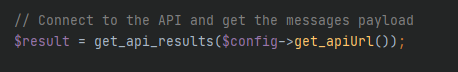 // Connect to the API and get the messages payload
$result = get_api_results($config->get_apiUrl());